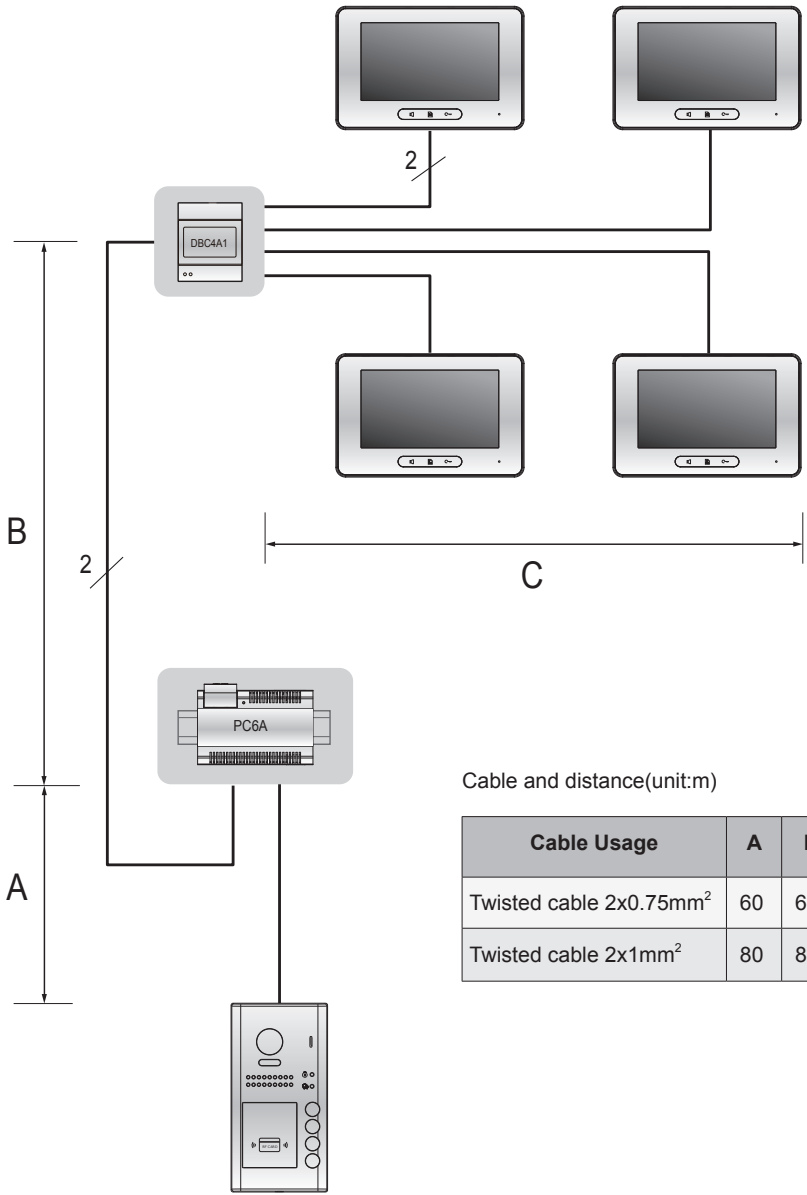 2
DBC4A1
B
2
C
PC6A
Cable and distance(unit:m)
A
Cable Usage A
Twisted cable 2x0.75mm² 60
Twisted cable 2x1mm² 80